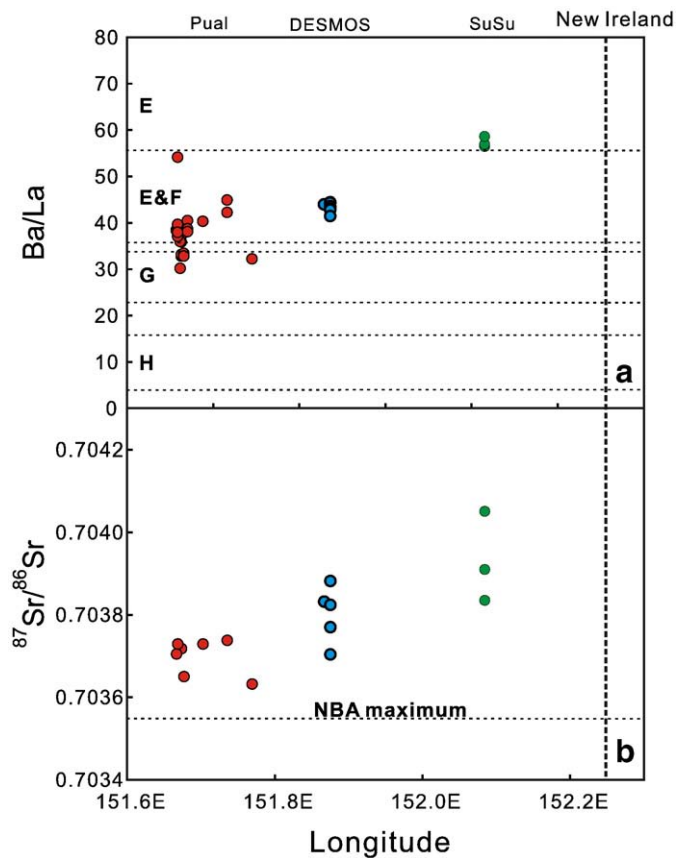 Pual DESMOS SuSu New Ireland
80
70
E
60
50
E&F
40
Ba/La
30
G
20
10
H
a
0
0.7042
0.7040
⁸⁷Sr/⁸⁶Sr
0.7038
0.7036
NBA maximum
b
0.7034
151.6E 151.8E 152.0E 152.2E
Longitude